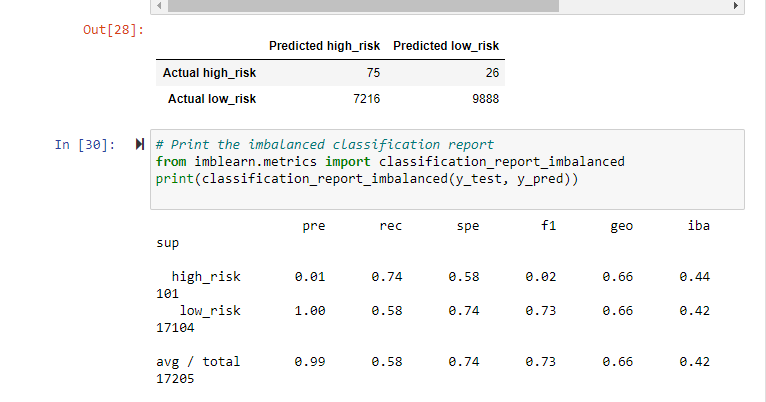 Out[28]:
Predicted high_risk Predicted low_risk
Actual high_risk 75 26
Actual low_risk 7216 9888
In [30]: # Print the imbalanced classification report
from imblearn.metrics import classification_report_imbalanced
print(classification_report_imbalanced(y_test, y_pred))
pre rec spe f1 geo iba
sup
high_risk 0.01 0.74 0.58 0.02 0.66 0.44
101
low_risk 1.00 0.58 0.74 0.73 0.66 0.42
17104
avg / total 0.99 0.58 0.74 0.73 0.66 0.42
17205